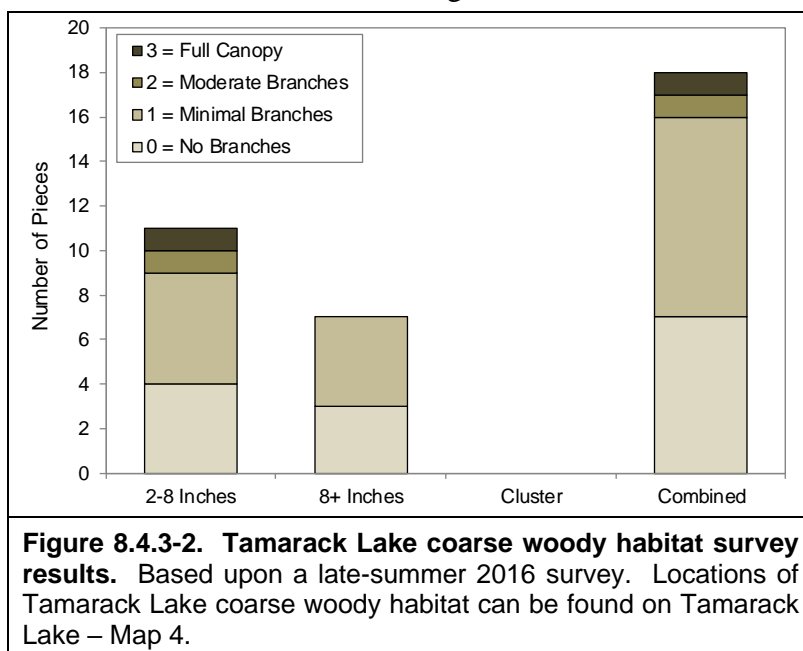 20
18
16
14
12
10
8
6
4
2
0
Number of Pieces
3 = Full Canopy
2 = Moderate Branches
1 = Minimal Branches
0 = No Branches
2-8 Inches
8+ Inches
Cluster
Combined
Figure 8.4.3-2. Tamarack Lake coarse woody habitat survey
results. Based upon a late-summer 2016 survey. Locations of
Tamarack Lake coarse woody habitat can be found on Tamarack
Lake – Map 4.